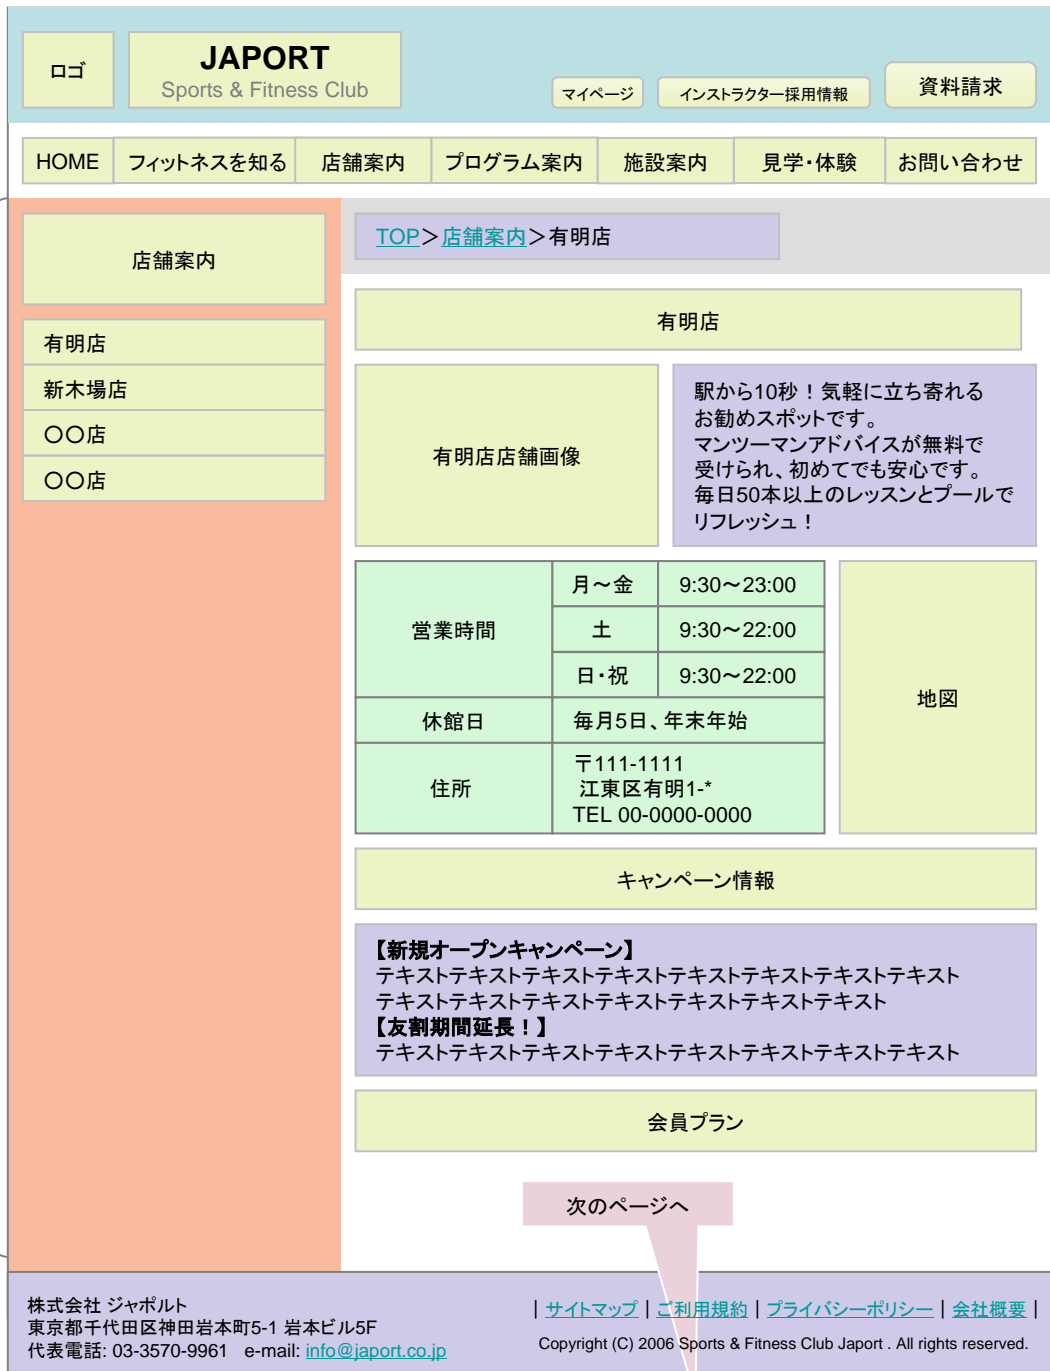 ロゴ
JAPORT
Sports & Fitness Club
マイページ
インストラクター採用情報
資料請求
HOME
フィットネスを知る
店舗案内
プログラム案内
施設案内
見学・体験
お問い合わせ
店舗案内
有明店
新木場店
〇〇店
〇〇店
TOP＞店舗案内＞有明店
有明店
有明店店舗画像
駅から10秒！気軽に立ち寄れる
お勧めスポットです。
マンツーマンアドバイスが無料で
受けられ、初めてでも安心です。
毎日50本以上のレッスンとプールで
リフレッシュ！
営業時間
月～金
9:30～23:00
土
9:30～22:00
日・祝
9:30～22:00
休館日
毎月5日、年末年始
住所
〒111-1111
江東区有明1-*
TEL 00-0000-0000
地図
キャンペーン情報
【新規オープンキャンペーン】
テキストテキストテキストテキストテキストテキストテキストテキスト
テキストテキストテキストテキストテキストテキストテキスト
【友割期間延長！】
テキストテキストテキストテキストテキストテキストテキストテキスト
会員プラン
次のページへ
株式会社 ジャポルト
東京都千代田区神田岩本町5-1 岩本ビル5F
代表電話: 03-3570-9961 e-mail: info@japort.co.jp
| サイトマップ | ご利用規約 | プライバシーポリシー | 会社概要 |
Copyright (C) 2006 Sports & Fitness Club Japort . All rights reserved.